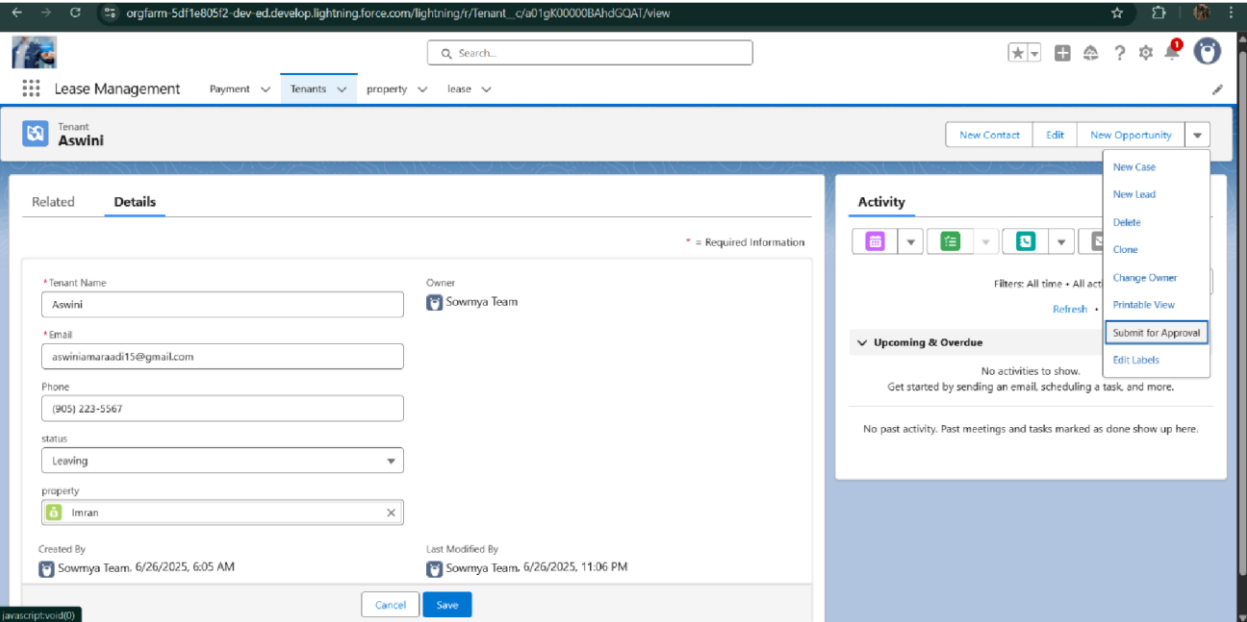 orgfarm-5df1e805f2-dev-ed.develop.lightning.force.com/lightning/r/Tenant__c/a01gK00000BAhdGQAT/view
Search...
1
Lease Management Payment Tenants property lease
Tenant
Aswini
New Contact Edit New Opportunity
New Case
New Lead
Delete
Clone
Change Owner
Printable View
Submit for Approval
Edit Labels
Related Details
* = Required Information
*Tenant Name
Aswini
Owner
Sowmya Team
*Email
aswiniamaraadi15@gmail.com
Phone
(905) 223-5567
status
Leaving
property
Imran
Created By
Sowmya Team, 6/26/2025, 6:05 AM
Last Modified By
Sowmya Team, 6/26/2025, 11:06 PM
Cancel Save
Activity
Filters: All time • All
Refresh •
Upcoming & Overdue
No activities to show.
Get started by sending an email, scheduling a task, and more.
No past activity. Past meetings and tasks marked as done show up here.
javascript:void(0)